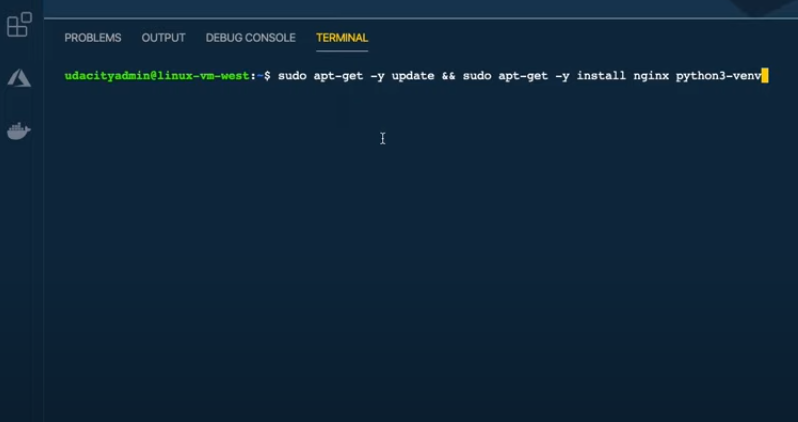 PROBLEMS OUTPUT DEBUG CONSOLE TERMINAL
udacityadmin@linux-vm-west:~$ sudo apt-get -y update && sudo apt-get -y install nginx python3-venv